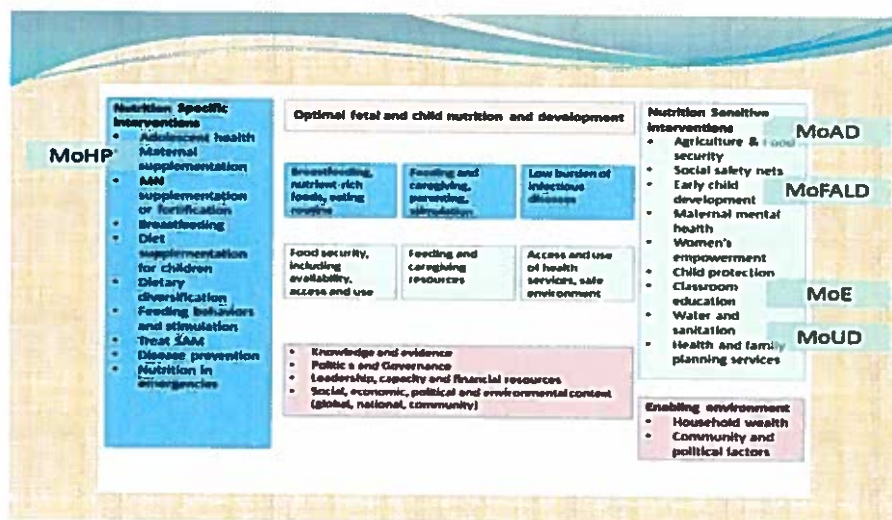 Nutrition Specific
Interventions
• Adolescent health
MoHP
• Maternal
supplementation
• MN
supplementation
or fortification
• Breastfeeding
• Diet
supplementation
for children
• Dietary
diversification
• Feeding behaviors
and stimulation
• Treat SAM
• Disease prevention
• Nutrition in
emergencies
Optimal fetal and child nutrition and development
Breastfeeding,
nutrient-rich
foods, eating
routine
Feeding and
caregiving,
parenting,
stimulation
Low burden of
infectious
diseases
Food security,
including
availability,
access and use
Feeding and
caregiving
resources
Access and use
of health
services, safe
environment
• Knowledge and evidence
• Politics and Governance
• Leadership, capacity and financial resources
• Social, economic, political and environmental context
(global, national, community)
Nutrition Sensitive
interventions
MoAD
• Agriculture & Food
security
• Social safety nets
• Early child
development
MoFALD
• Maternal mental
health
• Women's
empowerment
• Child protection
• Classroom
education
MoE
• Water and
sanitation
MoUD
• Health and family
planning services
Enabling environment
• Household wealth
• Community and
political factors